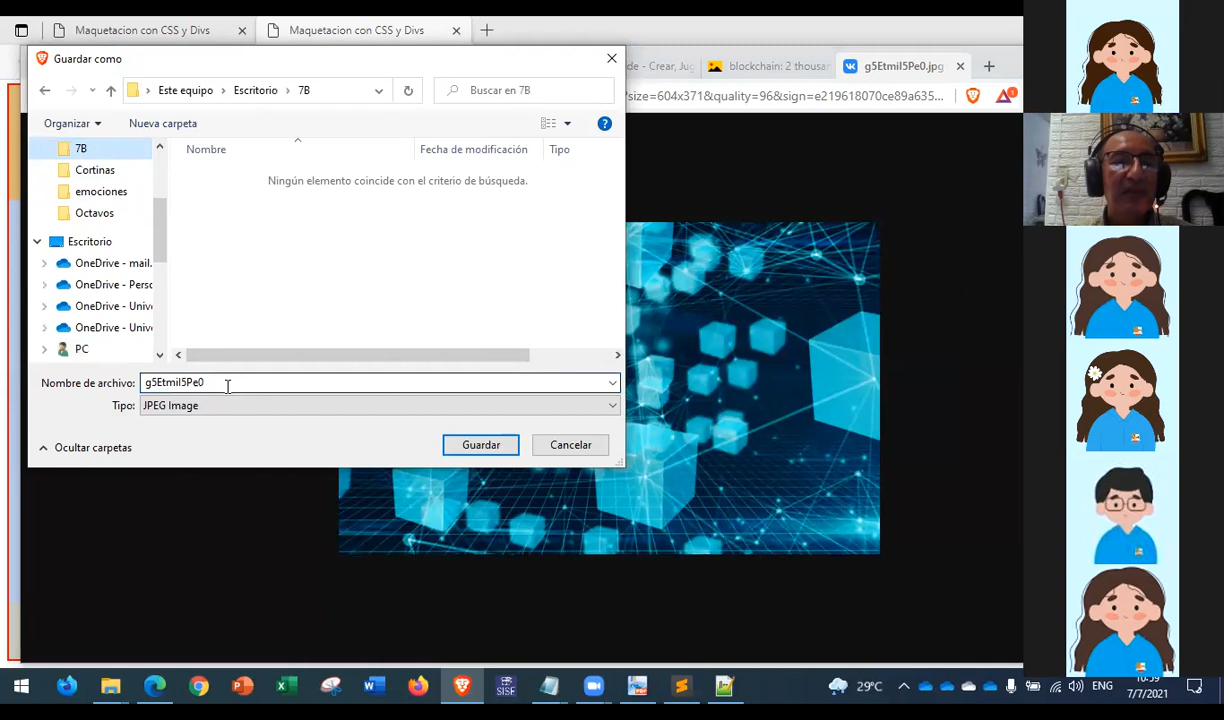 Maquetacion con CSS y Divs
Maquetacion con CSS y Divs
Guardar como
de - Crear, Jug
blockchain: 2 thousan
g5EtmiI5Pe0.jpg
Este equipo
Escritorio
7B
Buscar en 7B
?size=604x371&quality=96&sign=e219618070ce89a635...
Organizar
Nueva carpeta
7B
Nombre
Fecha de modificación
Tipo
Cortinas
Ningún elemento coincide con el criterio de búsqueda.
emociones
Octavos
Escritorio
OneDrive - mail.
OneDrive - Perso
OneDrive - Unive
OneDrive - Unive
PC
Nombre de archivo:
g5EtmiI5Pe0
Tipo:
JPEG Image
Ocultar carpetas
Guardar
Cancelar
SISF
29°C
ENG
10:59
7/7/2021